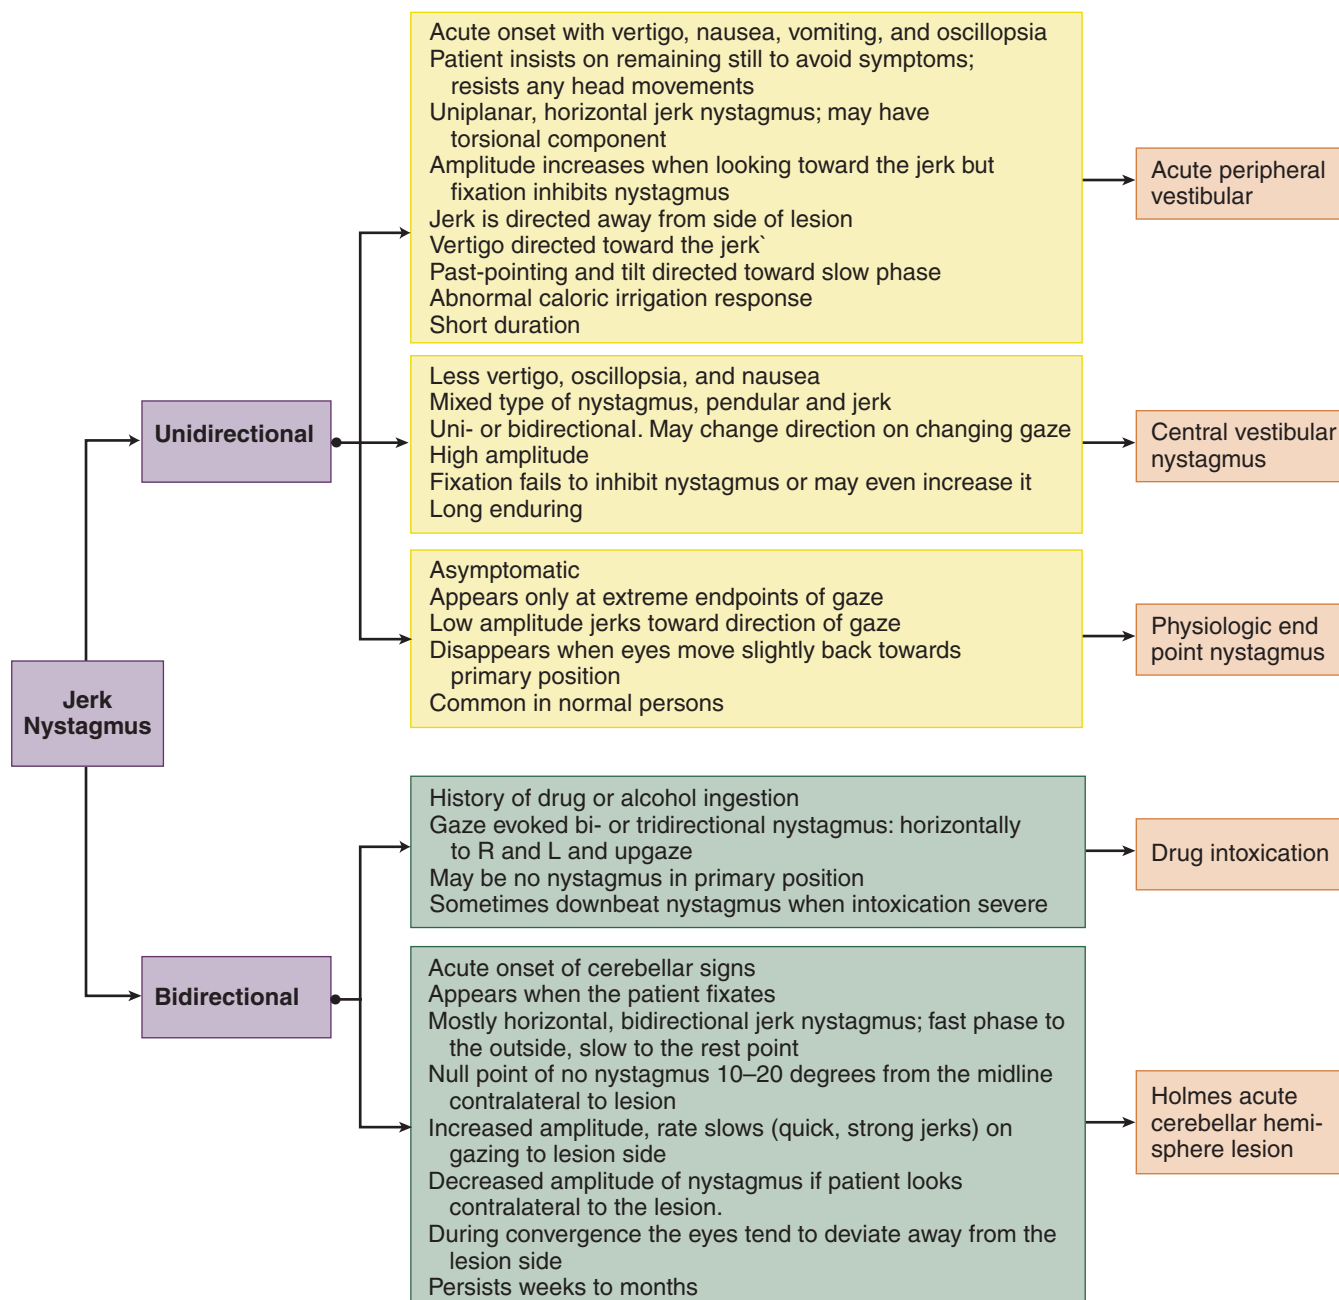 Acute onset with vertigo, nausea, vomiting, and oscillopsia
Patient insists on remaining still to avoid symptoms;
resists any head movements
Uniplanar, horizontal jerk nystagmus; may have
torsional component
Amplitude increases when looking toward the jerk but
fixation inhibits nystagmus
Jerk is directed away from side of lesion
Vertigo directed toward the jerk`
Past-pointing and tilt directed toward slow phase
Abnormal caloric irrigation response
Short duration
Acute peripheral
vestibular
Unidirectional
Less vertigo, oscillopsia, and nausea
Mixed type of nystagmus, pendular and jerk
Uni- or bidirectional. May change direction on changing gaze
High amplitude
Fixation fails to inhibit nystagmus or may even increase it
Long enduring
Central vestibular
nystagmus
Asymptomatic
Appears only at extreme endpoints of gaze
Low amplitude jerks toward direction of gaze
Disappears when eyes move slightly back towards
primary position
Common in normal persons
Physiologic end
point nystagmus
Jerk
Nystagmus
History of drug or alcohol ingestion
Gaze evoked bi- or tridirectional nystagmus: horizontally
to R and L and upgaze
May be no nystagmus in primary position
Sometimes downbeat nystagmus when intoxication severe
Drug intoxication
Bidirectional
Acute onset of cerebellar signs
Appears when the patient fixates
Mostly horizontal, bidirectional jerk nystagmus; fast phase to
the outside, slow to the rest point
Null point of no nystagmus 10–20 degrees from the midline
contralateral to lesion
Increased amplitude, rate slows (quick, strong jerks) on
gazing to lesion side
Decreased amplitude of nystagmus if patient looks
contralateral to the lesion.
During convergence the eyes tend to deviate away from the
lesion side
Persists weeks to months
Holmes acute
cerebellar hemi-
sphere lesion